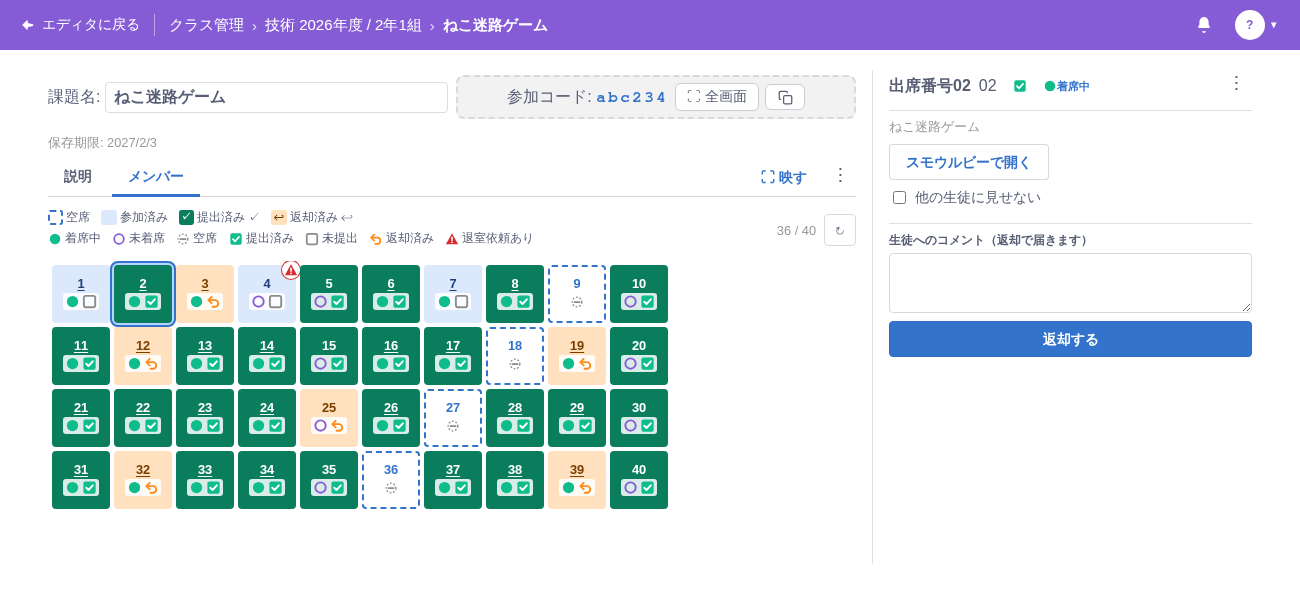 エディタに戻る クラス管理 › 技術 2026年度 / 2年1組 › ねこ迷路ゲーム ?
課題名: ねこ迷路ゲーム 参加コード: abc234 全画面
保存期限: 2027/2/3
説明 メンバー 映す
空席 参加済み 提出済み ✓ 返却済み ↩
着席中 未着席 空席 提出済み 未提出 返却済み 退室依頼あり
36 / 40
1 2 3 4 5 6 7 8 9 10
11 12 13 14 15 16 17 18 19 20
21 22 23 24 25 26 27 28 29 30
31 32 33 34 35 36 37 38 39 40
出席番号02 02 着席中
ねこ迷路ゲーム
スモウルビーで開く
他の生徒に見せない
生徒へのコメント（返却で届きます）
返却する